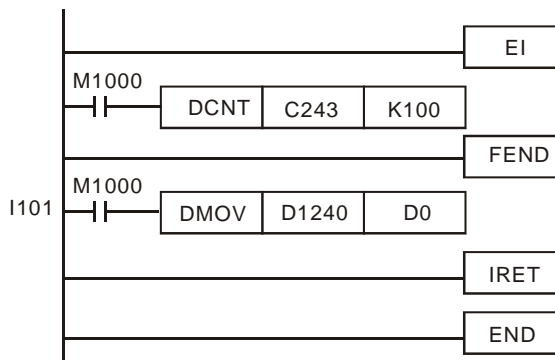 EI
M1000
DCNT C243 K100
FEND
M1000
I101 DMOV D1240 D0
IRET
END